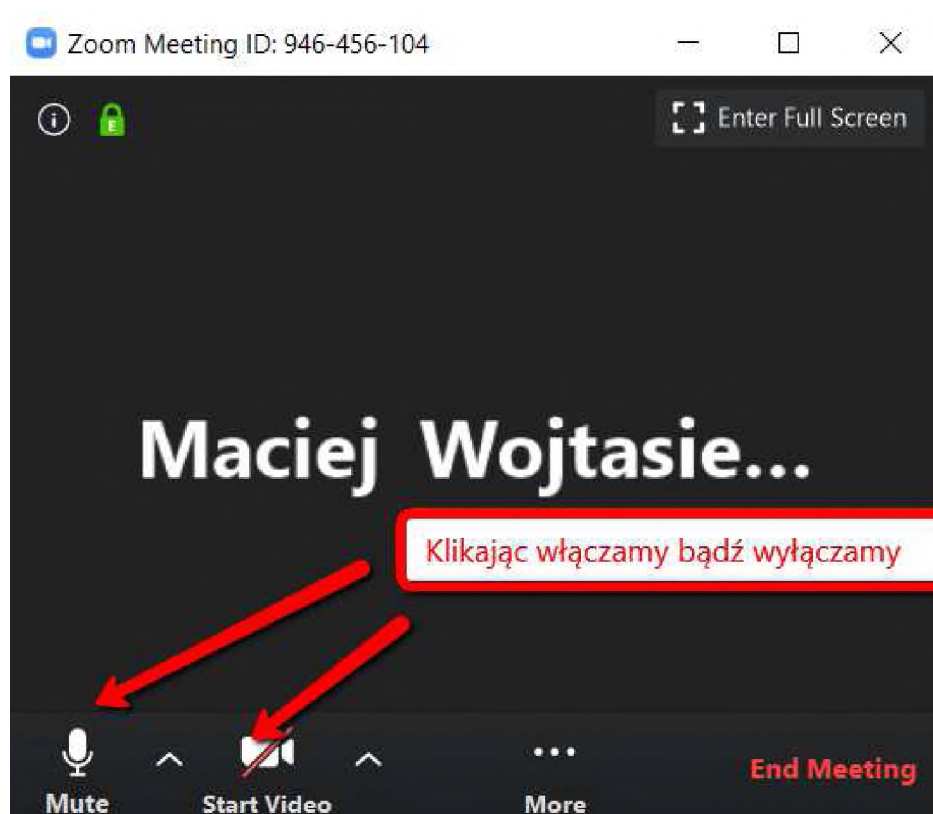 Zoom Meeting ID: 946-456-104
E
Enter Full Screen
Maciej Wojtasie...
Klikając włączamy bądź wyłączamy
End Meeting
Mute
Start Video
More